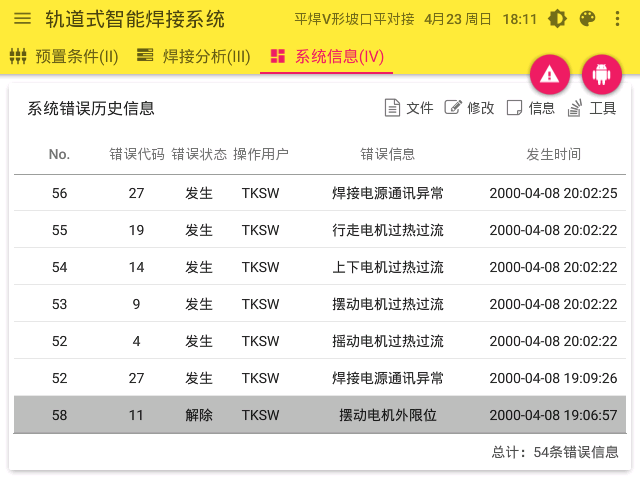 轨道式智能焊接系统 平焊V形坡口平对接 4月23 周日 18:11
预置条件(II) 焊接分析(III) 系统信息(IV)
系统错误历史信息 文件 修改 信息 工具
No. 错误代码 错误状态 操作用户 错误信息 发生时间
56 27 发生 TKSW 焊接电源通讯异常 2000-04-08 20:02:25
55 19 发生 TKSW 行走电机过热过流 2000-04-08 20:02:22
54 14 发生 TKSW 上下电机过热过流 2000-04-08 20:02:22
53 9 发生 TKSW 摆动电机过热过流 2000-04-08 20:02:22
52 4 发生 TKSW 摇动电机过热过流 2000-04-08 20:02:22
52 27 发生 TKSW 焊接电源通讯异常 2000-04-08 19:09:26
58 11 解除 TKSW 摆动电机外限位 2000-04-08 19:06:57
总计：54条错误信息